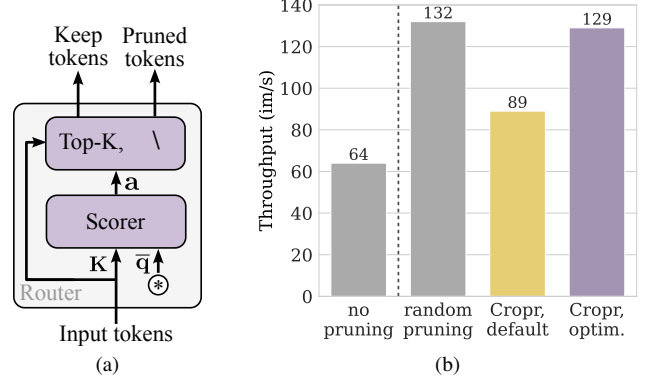 Keep
tokens
Pruned
tokens
Top-K, \
a
Scorer
K
q̅
*
Router
Input tokens
(a)
Throughput (im/s)
140
120
100
80
60
40
20
0
64
132
89
129
no
pruning
random
pruning
Cropr,
default
Cropr,
optim.
(b)